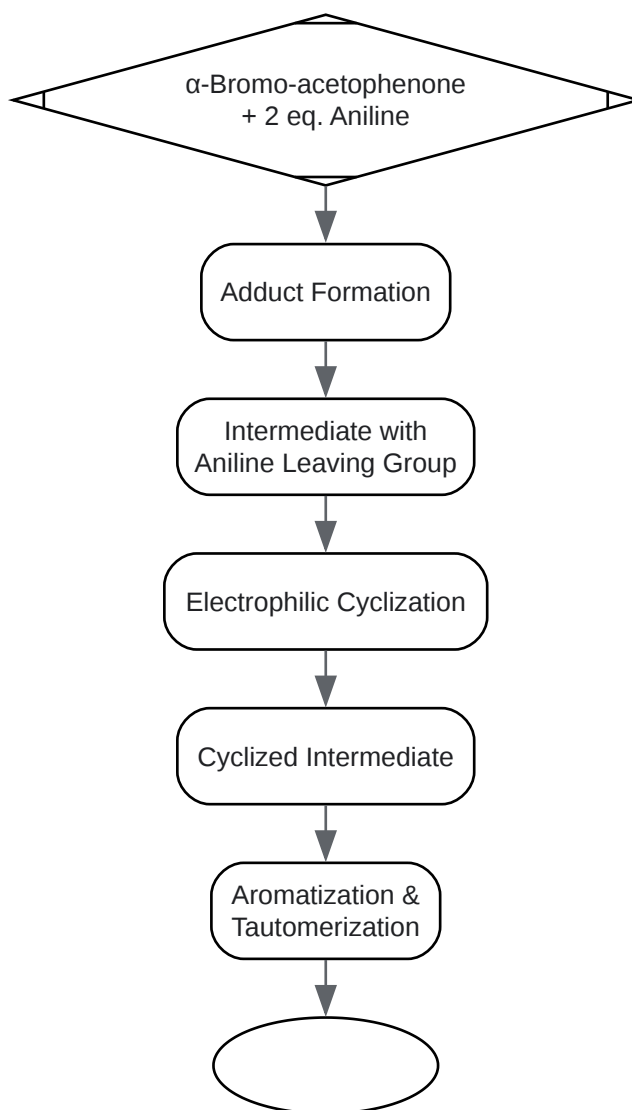 α-Bromo-acetophenone
+ 2 eq. Aniline
Adduct Formation
Intermediate with
Aniline Leaving Group
Electrophilic Cyclization
Cyclized Intermediate
Aromatization &
Tautomerization